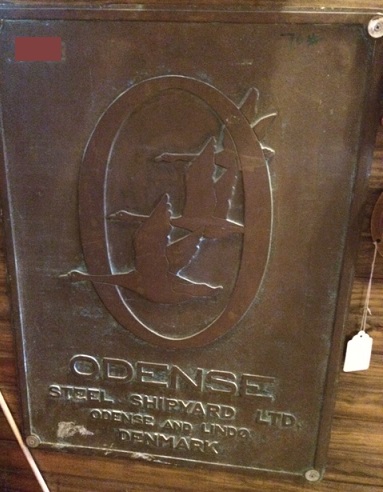 ODENSE
STEEL SHIPYARD LTD.
ODENSE AND LINDO
DENMARK